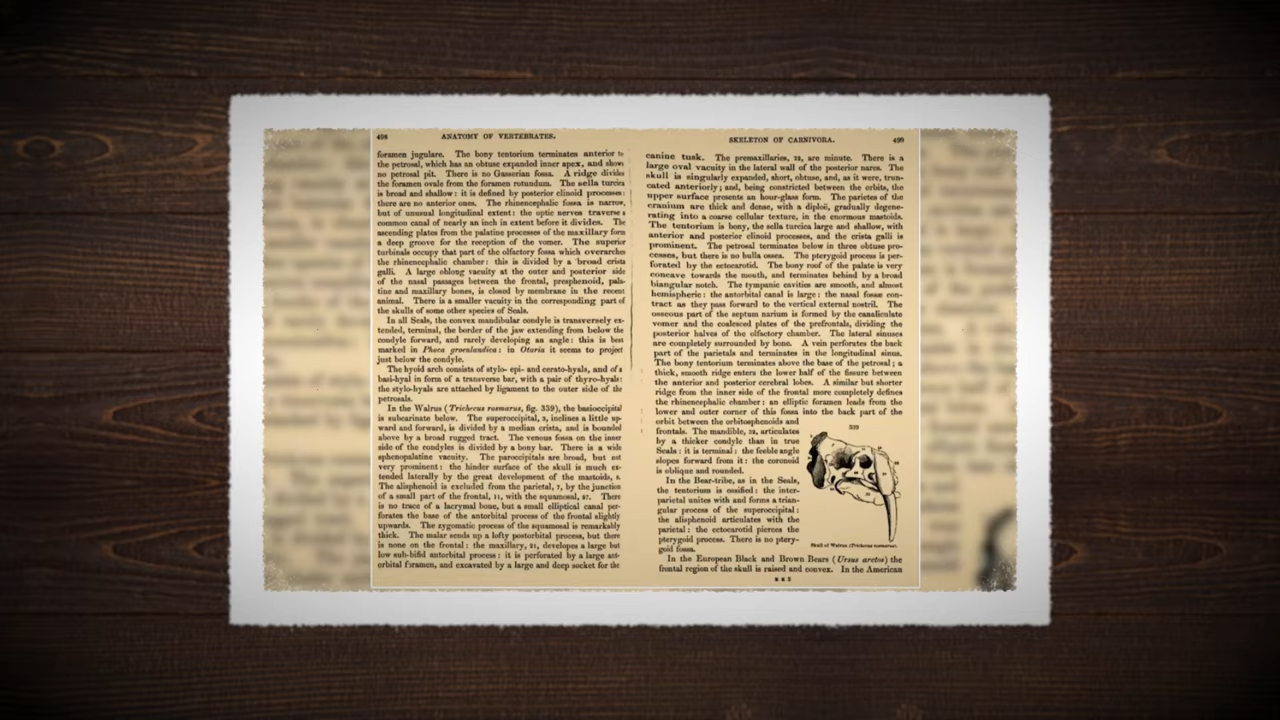 498 ANATOMY OF VERTEBRATES.
foramen jugulare. The bony tentorium terminates anterior to
the petrosal, which has an obtuse expanded inner apex, and shows
no petrosal pit. There is no Gasserian fossa. A ridge divides
the foramen ovale from the foramen rotundum. The sella turcica
is broad and shallow: it is defined by posterior clinoid processes:
there are no anterior ones. The rhinencephalic fossa is narrow,
but of unusual longitudinal extent: the optic nerves traverse a
common canal of nearly an inch in extent before it divides. The
ascending plates from the palatine processes of the maxillary form
a deep groove for the reception of the vomer. The superior
turbinals occupy that part of the olfactory fossa which overarches
the rhinencephalic chamber: this is divided by a broad crista
galli. A large oblong vacuity at the outer and posterior side
of the nasal passages between the frontal, presphenoid, pala-
tine and maxillary bones, is closed by membrane in the recent
animal. There is a smaller vacuity in the corresponding part of
the skulls of some other species of Seals.
In all Seals, the convex mandibular condyle is transversely ex-
tended, terminal, the border of the jaw extending from below the
condyle forward, and rarely developing an angle: this is best
marked in Phoca groenlandica: in Otaria it seems to project
just below the condyle.
The hyoid arch consists of stylo- epi- and cerato-hyals, and of a
basi-hyal in form of a transverse bar, with a pair of thyro-hyals:
the stylo-hyals are attached by ligament to the outer side of the
petrosals.
In the Walrus (Trichecus rosmarus, fig. 339), the basioccipital
is subcarinate below. The superoccipital, 3, inclines a little up-
ward and forward, is divided by a median crista, and is bounded
above by a broad rugged tract. The venous fossa on the inner
side of the condyles is divided by a bony bar. There is a wide
sphenopalatine vacuity. The paroccipitals are broad, but not
very prominent: the hinder surface of the skull is much ex-
tended laterally by the great development of the mastoids, 8.
The alisphenoid is excluded from the parietal, 7, by the junction
of a small part of the frontal, 11, with the squamosal, 27. There
is no trace of a lacrymal bone, but a small elliptical canal per-
forates the base of the antorbital process of the frontal slightly
upwards. The zygomatic process of the squamosal is remarkably
thick. The malar sends up a lofty postorbital process, but there
is none on the frontal: the maxillary, 21, developes a large but
low sub-bifid antorbital process: it is perforated by a large ant-
orbital foramen, and excavated by a large and deep socket for the
SKELETON OF CARNIVORA. 499
canine tusk. The premaxillaries, 22, are minute. There is a
large oval vacuity in the lateral wall of the posterior nares. The
skull is singularly expanded, short, obtuse, and, as it were, trun-
cated anteriorly; and, being constricted between the orbits, the
upper surface presents an hour-glass form. The parietes of the
cranium are thick and dense, with a diploë, gradually degene-
rating into a coarse cellular texture, in the enormous mastoids.
The tentorium is bony, the sella turcica large and shallow, with
anterior and posterior clinoid processes, and the crista galli is
prominent. The petrosal terminates below in three obtuse pro-
cesses, but there is no bulla ossea. The pterygoid process is per-
forated by the ectocarotid. The bony roof of the palate is very
concave towards the mouth, and terminates behind by a broad
biangular notch. The tympanic cavities are smooth, and almost
hemispheric: the antorbital canal is large: the nasal fossæ con-
tract as they pass forward to the vertical external nostril. The
osseous part of the septum narium is formed by the canaliculate
vomer and the coalesced plates of the prefrontals, dividing the
posterior halves of the olfactory chamber. The lateral sinuses
are completely surrounded by bone. A vein perforates the back
part of the parietals and terminates in the longitudinal sinus.
The bony tentorium terminates above the base of the petrosal; a
thick, smooth ridge enters the lower half of the fissure between
the anterior and posterior cerebral lobes. A similar but shorter
ridge from the inner side of the frontal more completely defines
the rhinencephalic chamber: an elliptic foramen leads from the
lower and outer corner of this fossa into the back part of the
orbit between the orbitosphenoids and
frontals. The mandible, 32, articulates
by a thicker condyle than in true
Seals: it is terminal: the feeble angle
slopes forward from it: the coronoid
is oblique and rounded.
In the Bear-tribe, as in the Seals,
the tentorium is ossified: the inter-
parietal unites with and forms a trian-
gular process of the superoccipital:
the alisphenoid articulates with the
parietal: the ectocarotid pierces the
pterygoid process. There is no ptery-
goid fossa.
339
Skull of Walrus (Trichecus rosmarus).
In the European Black and Brown Bears (Ursus arctos) the
frontal region of the skull is raised and convex. In the American
K K 2